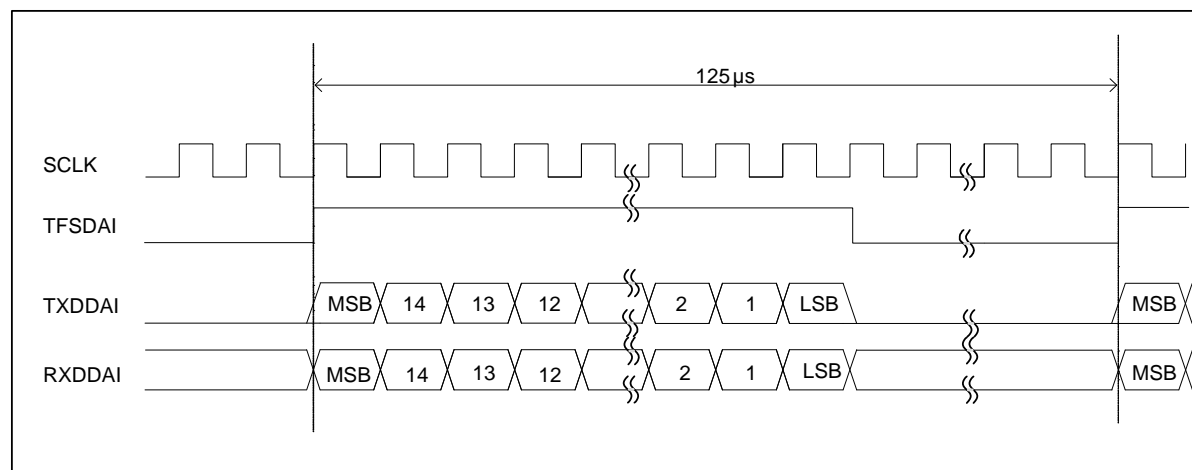 125µs
SCLK
TFSDAI
TXDDAI MSB 14 13 12 2 1 LSB MSB
RXDDAI MSB 14 13 12 2 1 LSB MSB